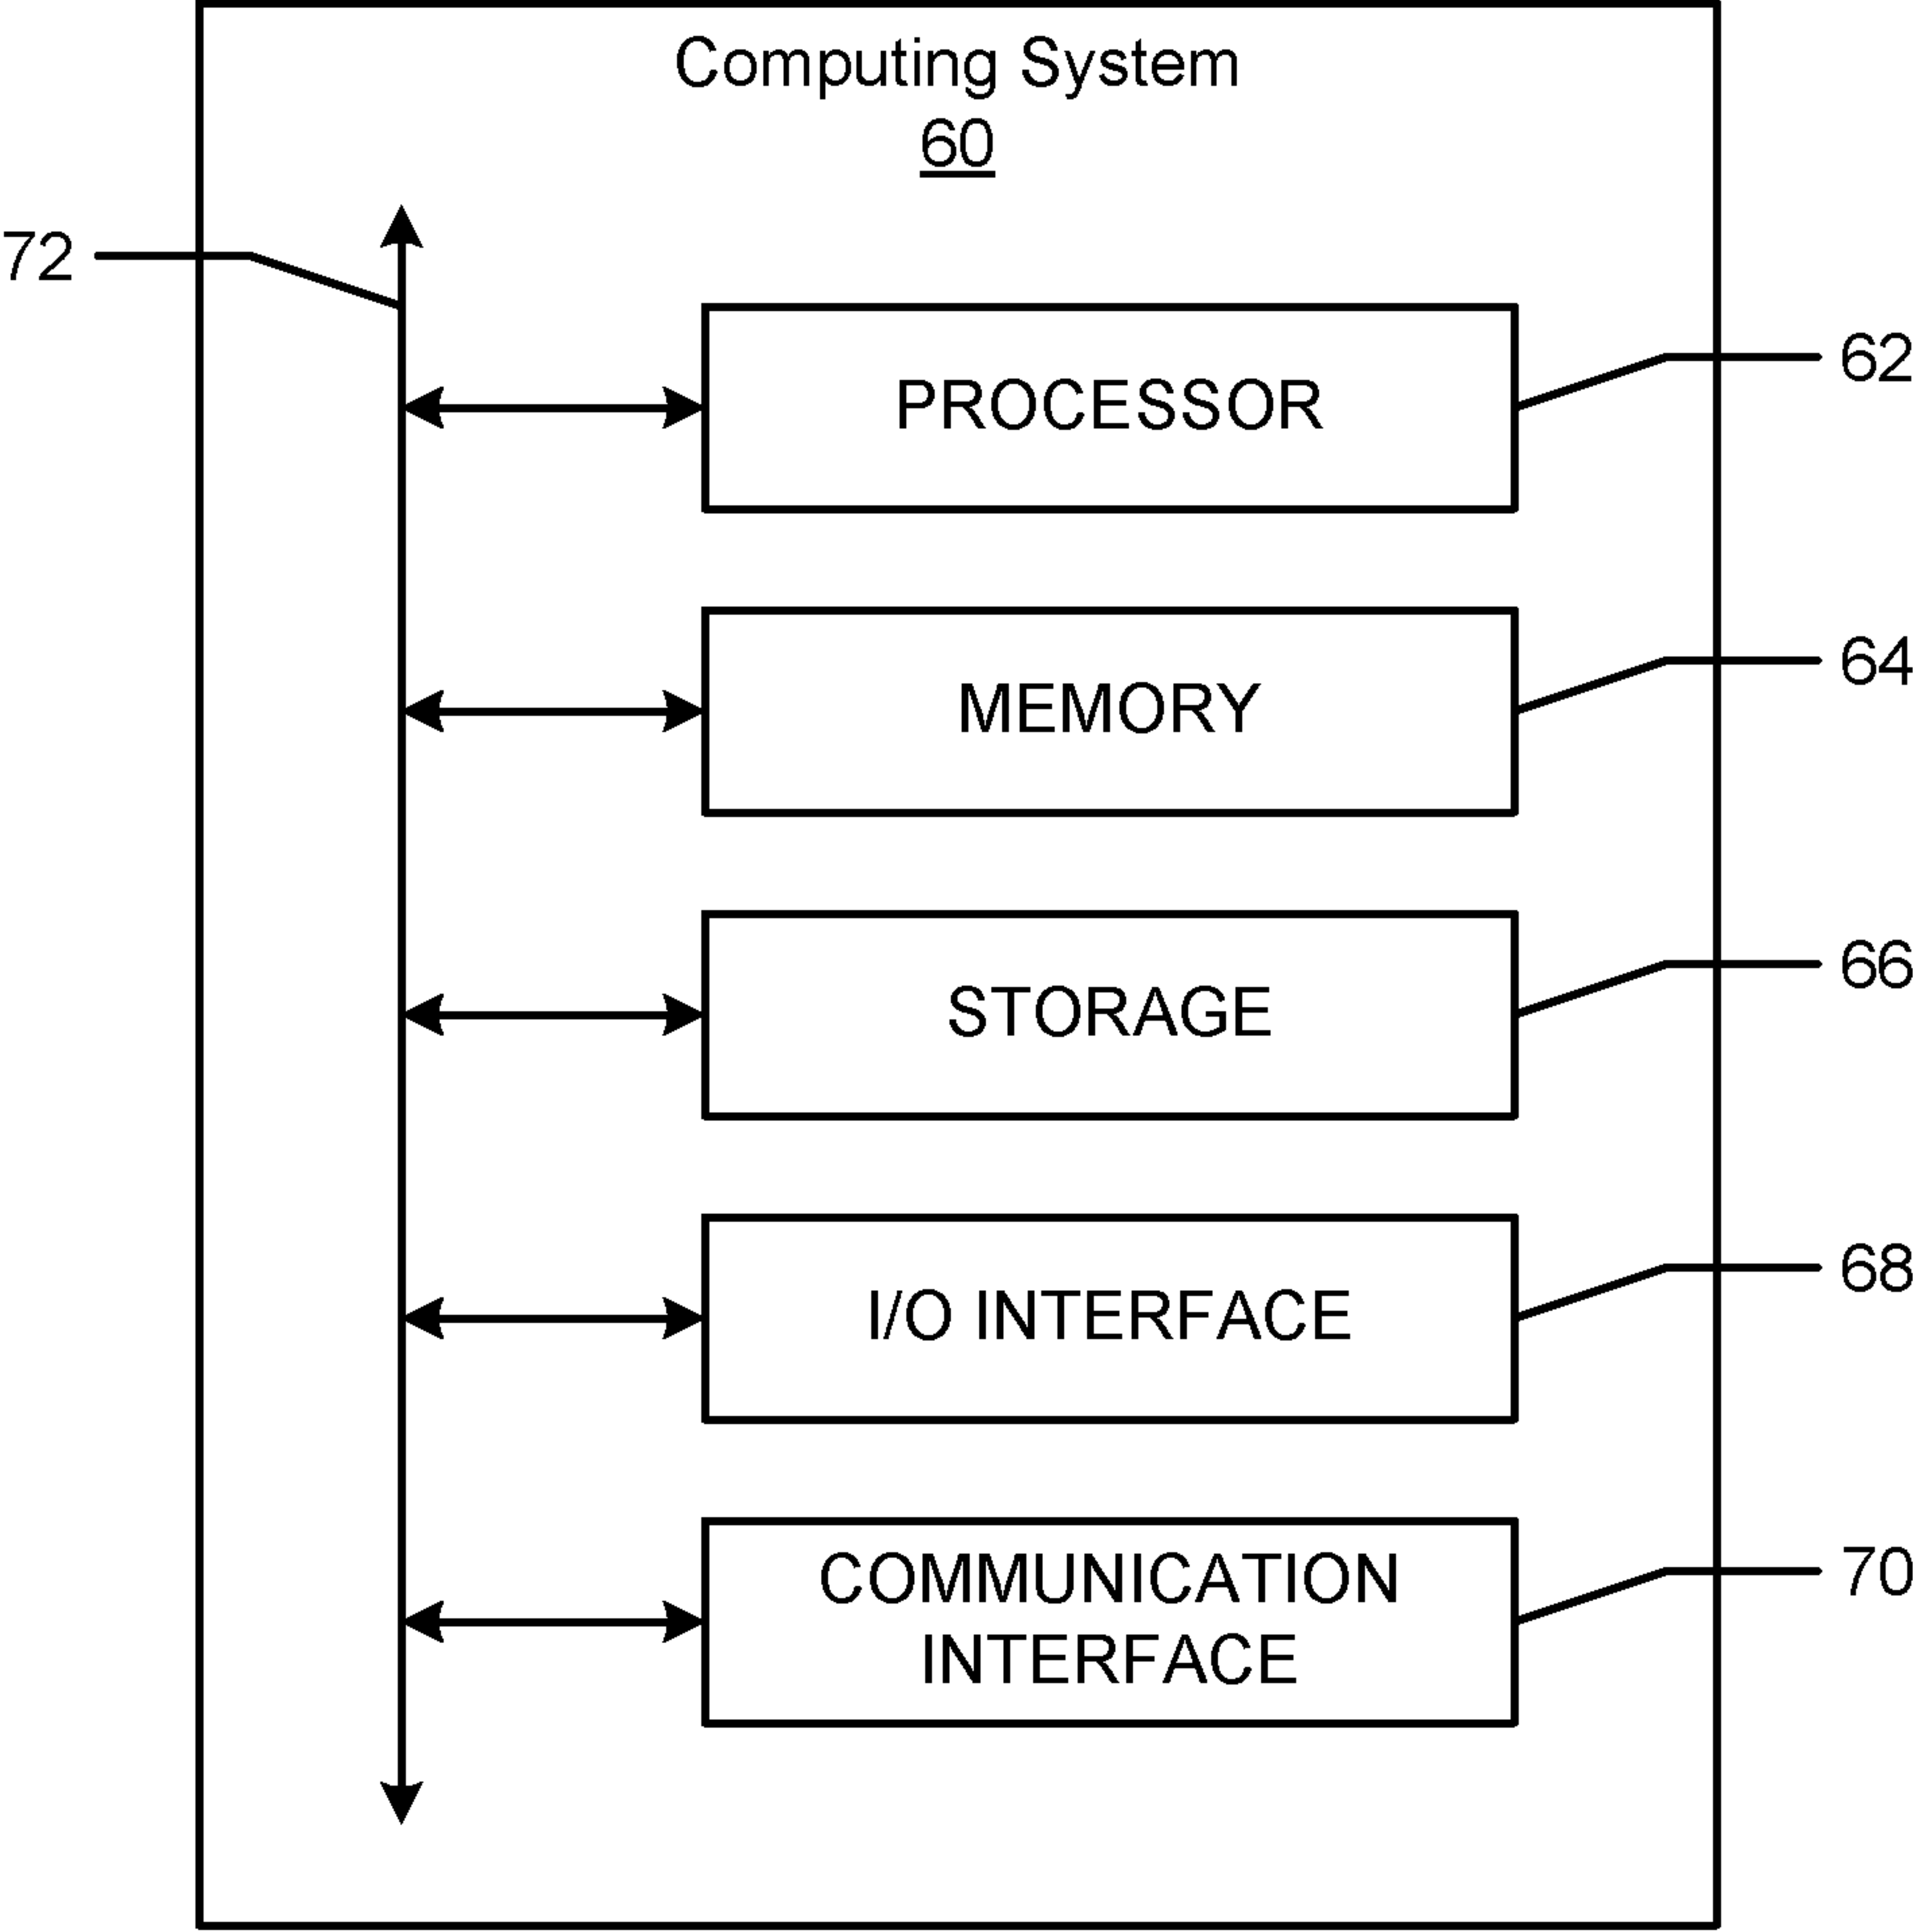 Computing System
60
72
PROCESSOR
62
MEMORY
64
STORAGE
66
I/O INTERFACE
68
COMMUNICATION
INTERFACE
70